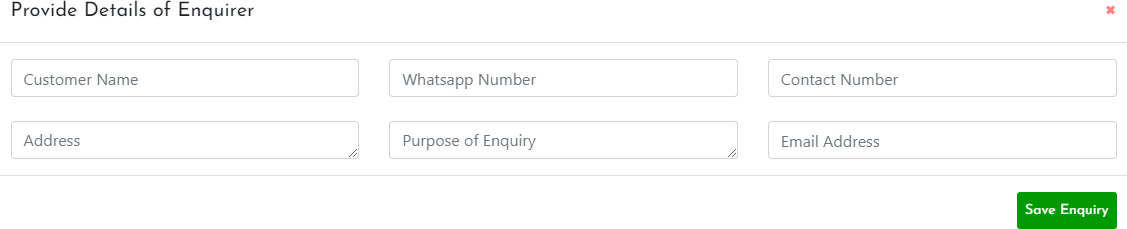 Provide Details of Enquirer
Customer Name
Whatsapp Number
Contact Number
Address
Purpose of Enquiry
Email Address
Save Enquiry